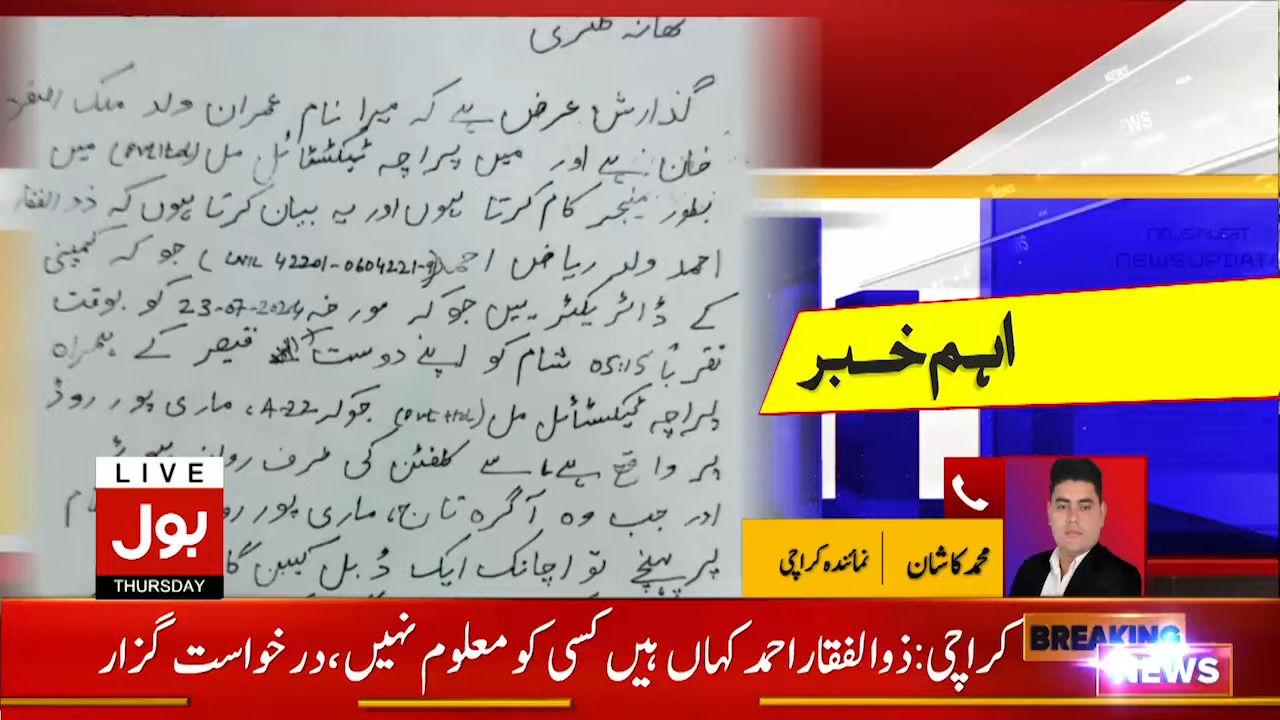 تھانہ
گذارش عرض ہے کہ میرا نام عمران ولد ملک
خان ہے اور میں پراچہ ٹیکسٹائل مل (Pvt Ltd) میں
بطور مینجر کام کرتا ہوں اور یہ بیان کرتا ہوں کہ ذوالفقار
احمد ولد ریاض احمد (CNIC 42201-0604221-9) جو کہ کمپنی
کے ڈائریکٹر ہیں جو کہ مورخہ 23-07-2024 کو بوقت
تقریباً 05:15 شام کو اپنے دوست قیصر کے ہمراہ
پراچہ ٹیکسٹائل مل (Pvt Ltd) جوکہ A-22، ماری پور روڈ
پر واقع ہے، سے کلفٹن کی طرف روانہ ہوئے
اور جب وہ آگرہ تاج، ماری پور
پر پہنچے تو اچانک ایک ڈبل کیبن
NEWS
NEWS UPDATE
اہم خبر
LIVE
بول
THURSDAY
محمد کاشان
نمائندہ کراچی
کراچی:ذوالفقار احمد کہاں ہیں کسی کو معلوم نہیں،درخواست گزار
BREAKING
NEWS